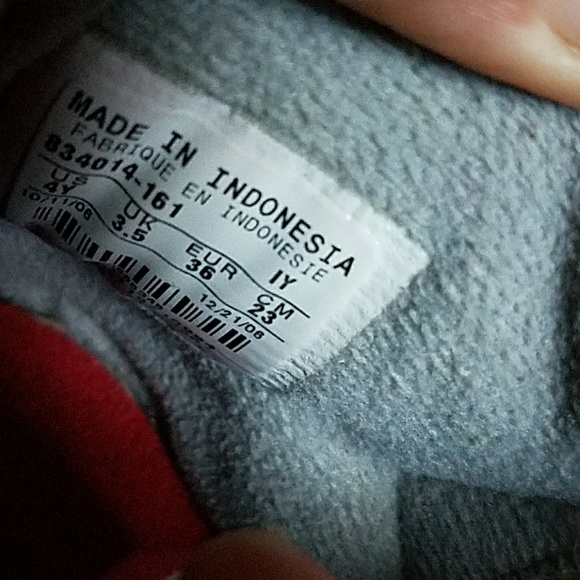 MADE IN INDONESIA
FABRIQUE EN INDONESIE
834014-161 IY
US UK EUR CM
4Y 3.5 36 23
10/11/06 12/21/06